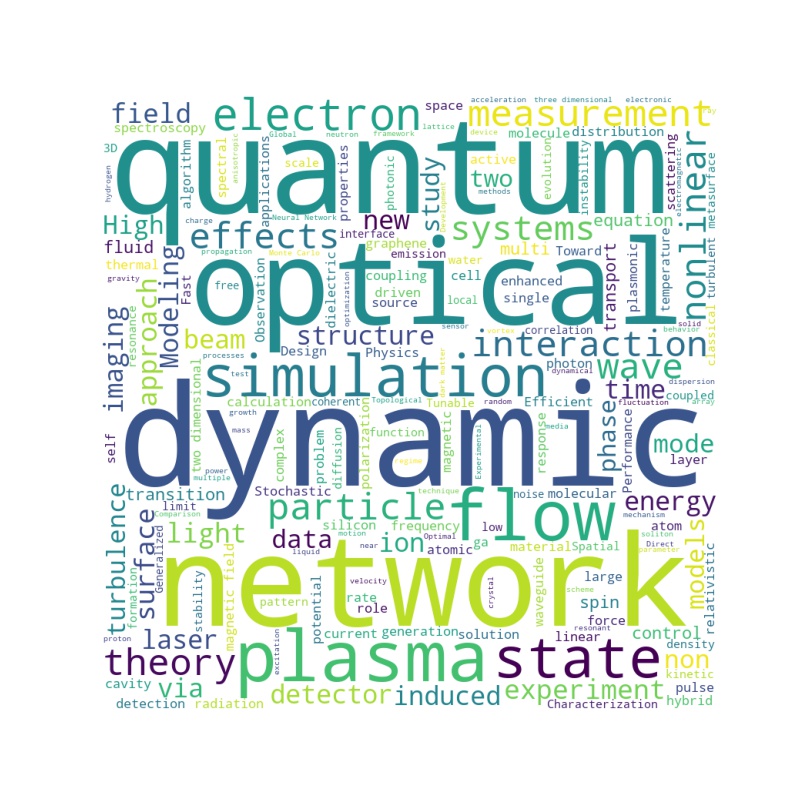 acceleration three dimensional electronic
field electron space measurement
spectroscopy Global neutron framework lattice device molecule distribution
3D algorithm spectral anisotropic quantum scattering electromagnetic
hydrogen applications scale properties photonic active methods evolution instability
study two nonlinear metasurface
High effects Neural Network interface new Development systems equation
fluid charge graphene multi Toward
thermal propagation Monte Carlo emission water transport plasmonic temperature turbulent
gravity Fast Observation free dielectric coupling cell enhanced
optical driven source local single
imaging approach Modeling resonance optimization sensor vortex correlation solid behavior classical
beam structure interaction
processes Design Physics dark matter photon dynamical wave
test simulation dispersion
two dimensional calculation coherent Topological Tunable random Efficient time fluctuation coupled array
self growth mass dynamic function response media phase Performance mode
power multiple complex problem diffusion polarization regime magnetic Experimental layer
transition Stochastic technique noise molecular energy
limit Comparison particle flow mechanism
turbulence surface Generalized light silicon frequency low atom soliton
data motion ion Optimal atomic ga material Spatial Direct parameter
formation liquid near network models relativistic
stability magnetic field velocity crystal waveguide scheme large
pattern potential rate role spin
proton laser current generation solution resonant linear force control density
theory excitation plasma state non
cavity via kinetic
detector induced experiment pulse
detection radiation Characterization hybrid